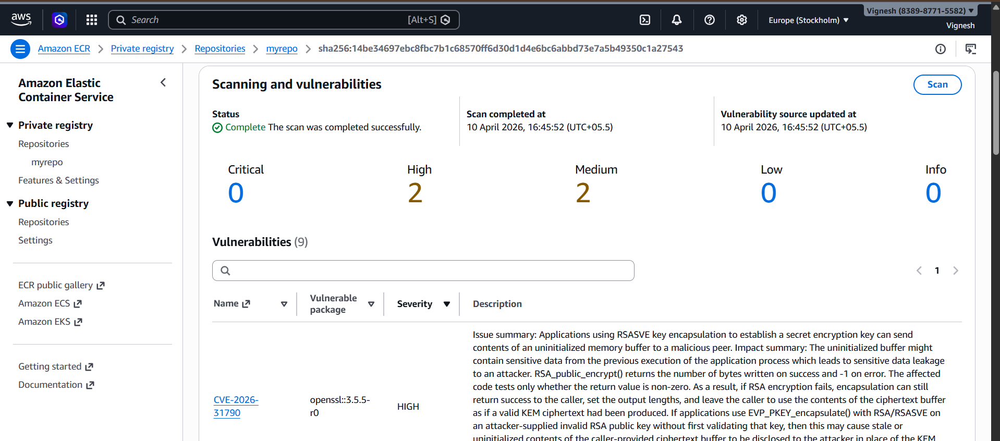 aws
Search
[Alt+S]
Europe (Stockholm)
Vignesh (8389-8771-5582)
Vignesh
Amazon ECR
Private registry
Repositories
myrepo
sha256:14be34697ebc8fbc7b1c68570ff6d30d1d4e6bc6abbd73e7a5b49350c1a27543
Amazon Elastic
Container Service
Private registry
Repositories
myrepo
Features & Settings
Public registry
Repositories
Settings
ECR public gallery
Amazon ECS
Amazon EKS
Getting started
Documentation
Scanning and vulnerabilities
Scan
Status
Complete The scan was completed successfully.
Scan completed at
10 April 2026, 16:45:52 (UTC+05.5)
Vulnerability source updated at
10 April 2026, 16:45:52 (UTC+05.5)
Critical
0
High
2
Medium
2
Low
0
Info
0
Vulnerabilities (9)
1
Name
Vulnerable
package
Severity
Description
CVE-2026-
31790
openssl::3.5.5-
r0
HIGH
Issue summary: Applications using RSASVE key encapsulation to establish a secret encryption key can send
contents of an uninitialized memory buffer to a malicious peer. Impact summary: The uninitialized buffer might
contain sensitive data from the previous execution of the application process which leads to sensitive data leakage
to an attacker. RSA_public_encrypt() returns the number of bytes written on success and -1 on error. The affected
code tests only whether the return value is non-zero. As a result, if RSA encryption fails, encapsulation can still
return success to the caller, set the output lengths, and leave the caller to use the contents of the ciphertext buffer
as if a valid KEM ciphertext had been produced. If applications use EVP_PKEY_encapsulate() with RSA/RSASVE on
an attacker-supplied invalid RSA public key without first validating that key, then this may cause stale or
uninitialized contents of the caller-provided ciphertext buffer to be disclosed to the attacker in place of the KEM